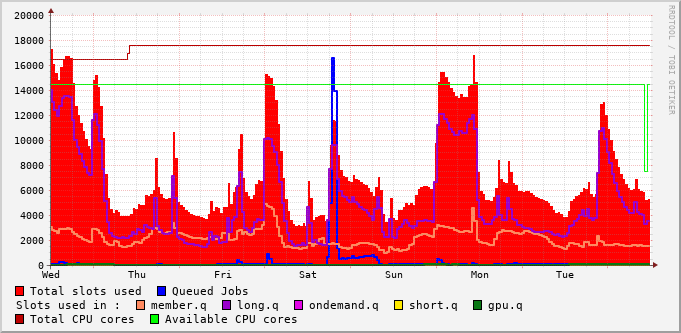 20000
18000
16000
14000
12000
10000
8000
6000
4000
2000
0
Wed Thu Fri Sat Sun Mon Tue
RRDTOOL / TOBI OETIKER
Total slots used Queued Jobs
Slots used in : member.q long.q ondemand.q short.q gpu.q
Total CPU cores Available CPU cores